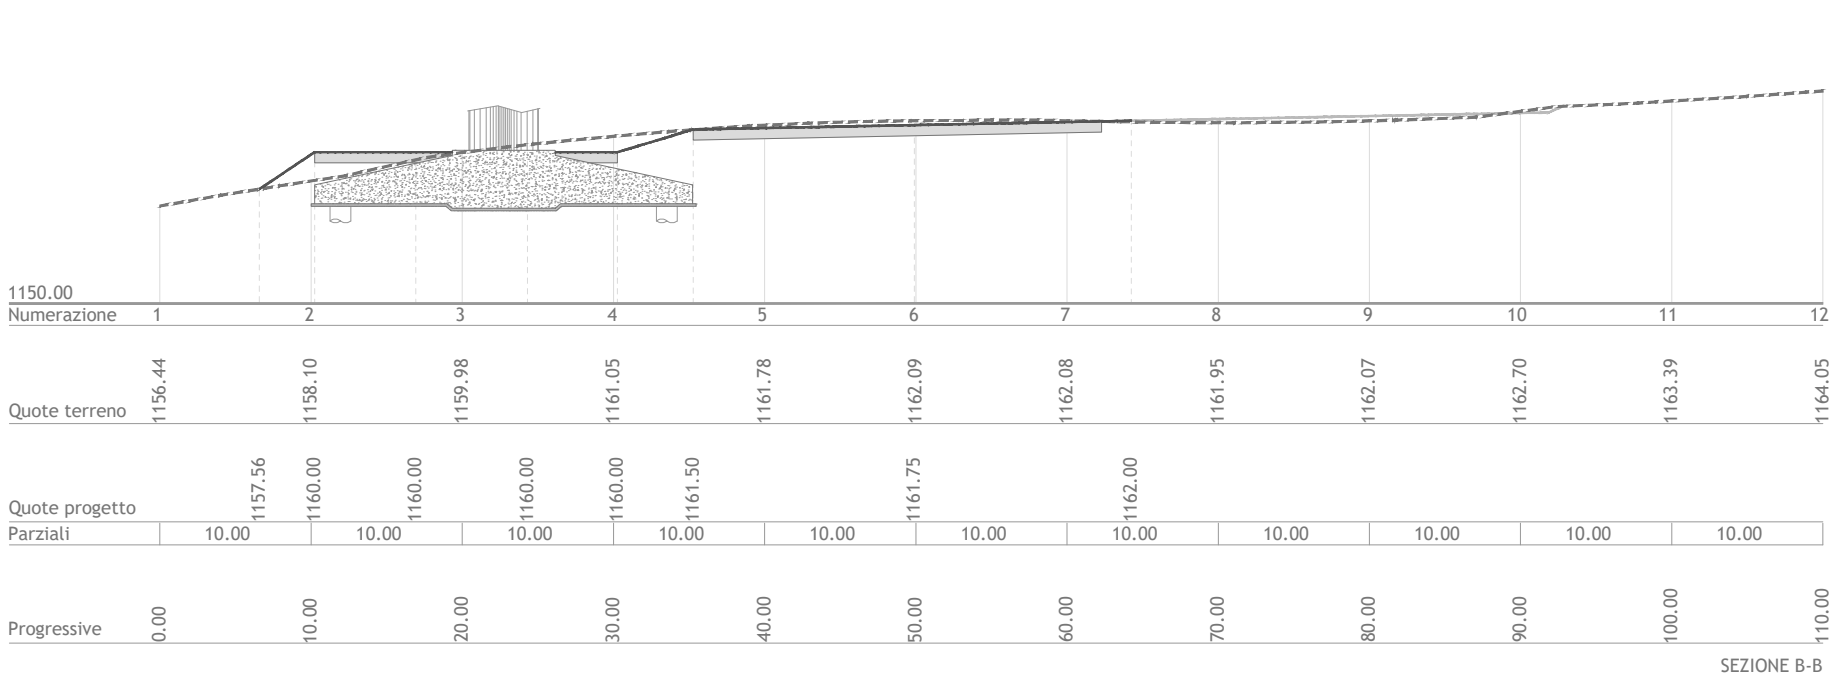 1150.00
Numerazione 1 2 3 4 5 6 7 8 9 10 11 12
Quote terreno 1156.44 1158.10 1159.98 1161.05 1161.78 1162.09 1162.08 1161.95 1162.07 1162.70 1163.39 1164.05
Quote progetto 1157.56 1160.00 1160.00 1160.00 1160.00 1161.50 1161.75 1162.00
Parziali 10.00 10.00 10.00 10.00 10.00 10.00 10.00 10.00 10.00 10.00 10.00
Progressive 0.00 10.00 20.00 30.00 40.00 50.00 60.00 70.00 80.00 90.00 100.00 110.00
SEZIONE B-B